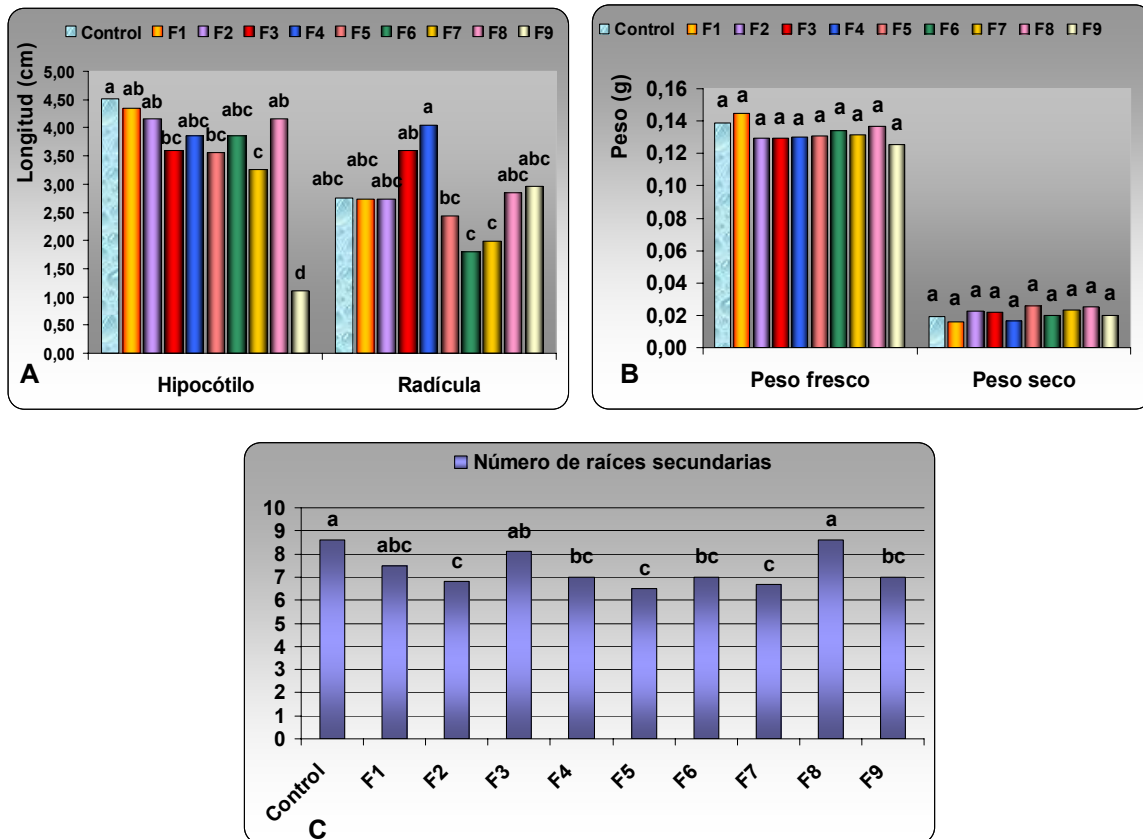 Control F1 F2 F3 F4 F5 F6 F7 F8 F9
Longitud (cm)
5,00
4,50
4,00
3,50
3,00
2,50
2,00
1,50
1,00
0,50
0,00
a ab ab bc abc bc abc c ab d
abc abc abc ab a bc c c abc abc
Hipocótilo Radícula
A
Control F1 F2 F3 F4 F5 F6 F7 F8 F9
Peso (g)
0,16
0,14
0,12
0,10
0,08
0,06
0,04
0,02
0,00
a a a a a a a a a a
a a a a a a a a a a
Peso fresco Peso seco
B
Número de raíces secundarias
10
9
8
7
6
5
4
3
2
1
0
a abc c ab bc c bc c a bc
Control F1 F2 F3 F4 F5 F6 F7 F8 F9
C